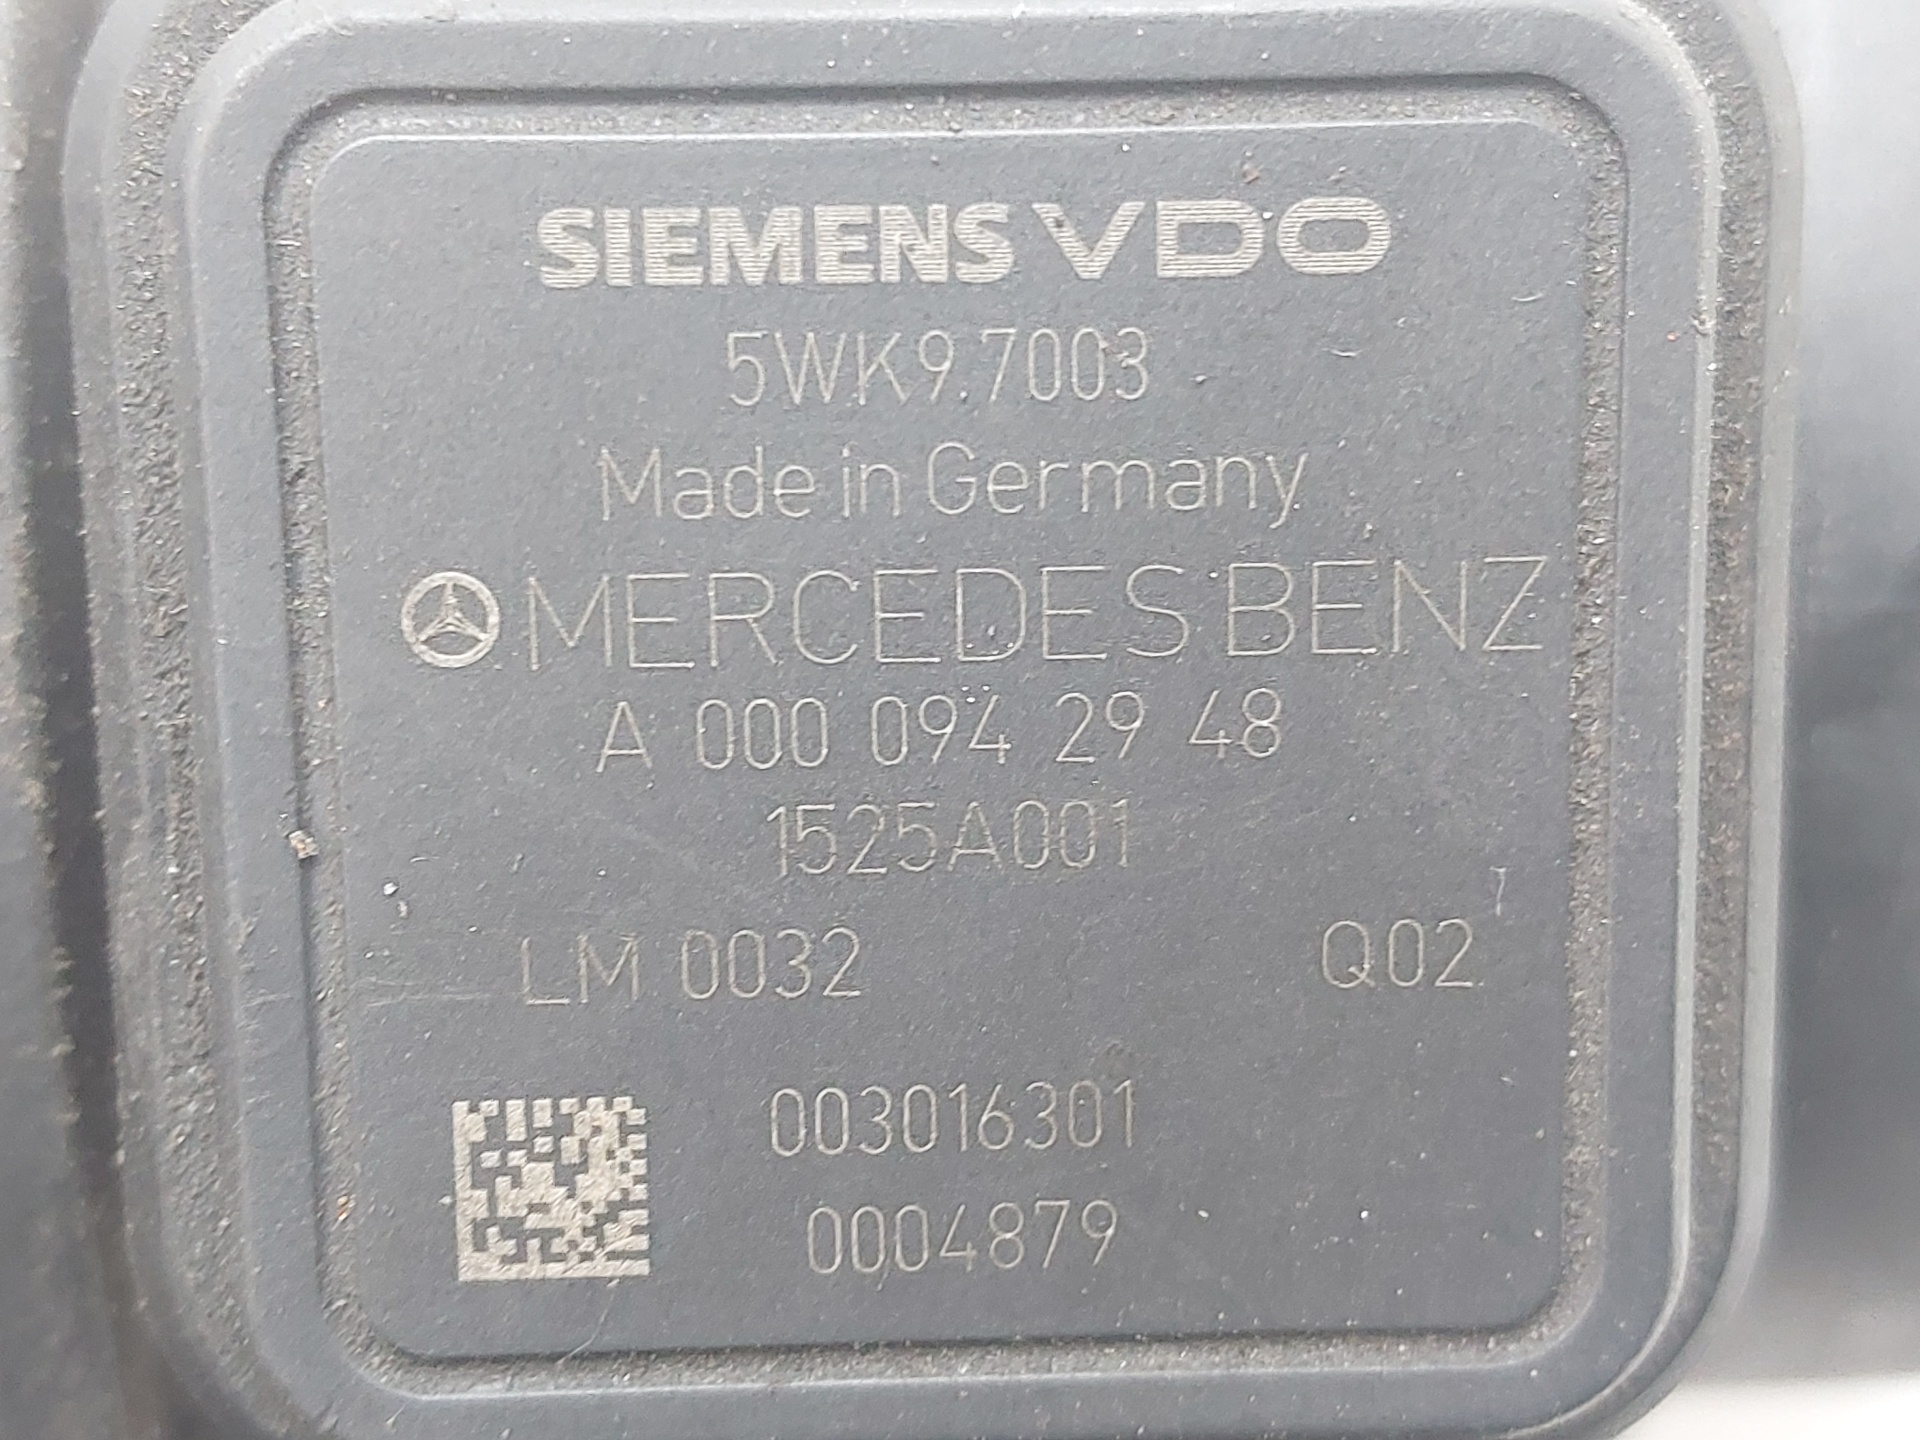 SIEMENS VDO
5WK9 7003
Made in Germany
MERCEDES BENZ
A 000 094 29 48
1525A001
LM 0032 Q02
003016301
0004879